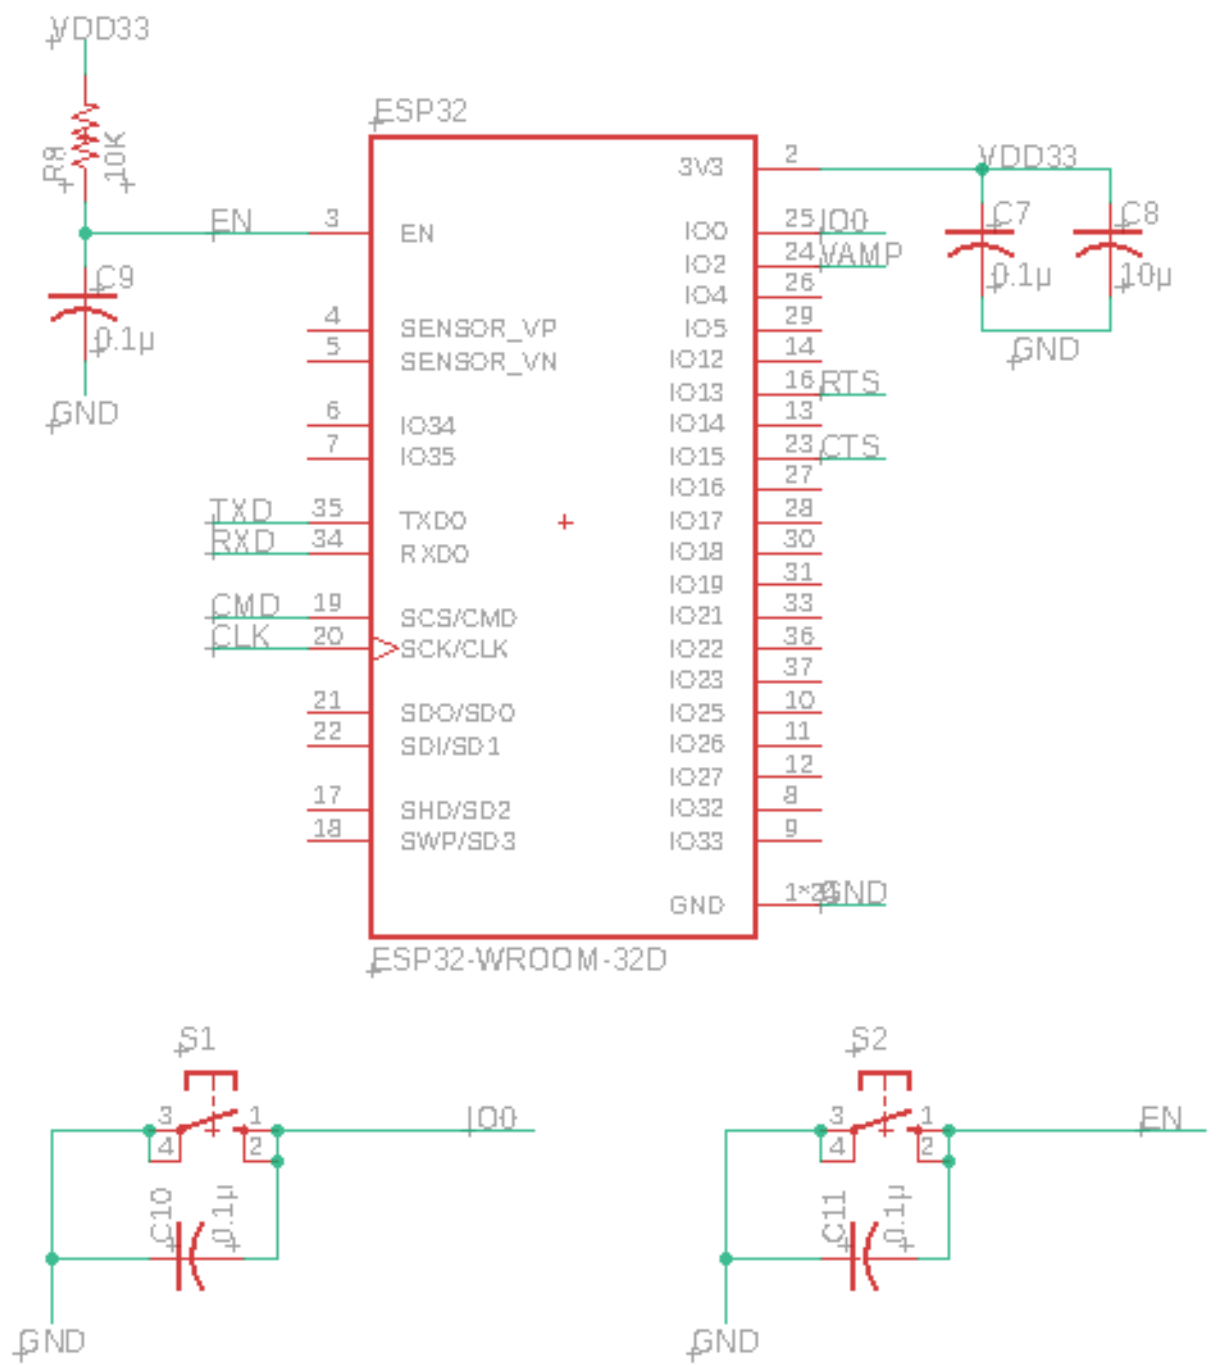 VDD33
R8
10K
EN
C9
0.1µ
GND
ESP32
3 EN
4 SENSOR_VP
5 SENSOR_VN
6 IO34
7 IO35
TXD 35 TXD0
RXD 34 RXD0
CMD 19 SCS/CMD
CLK 20 SCK/CLK
21 SDO/SD0
22 SDI/SD1
17 SHD/SD2
18 SWP/SD3
3V3 2
IO0 25 IO0
IO2 24 VAMP
IO4 26
IO5 29
IO12 14
IO13 16 RTS
IO14 13
IO15 23 CTS
IO16 27
IO17 28
IO18 30
IO19 31
IO21 33
IO22 36
IO23 37
IO25 10
IO26 11
IO27 12
IO32 8
IO33 9
GND GND
ESP32-WROOM-32D
VDD33
C7
0.1µ
C8
10µ
GND
S1
3 1
4 2
IO0
C10
0.1µ
GND
S2
3 1
4 2
EN
C11
0.1µ
GND